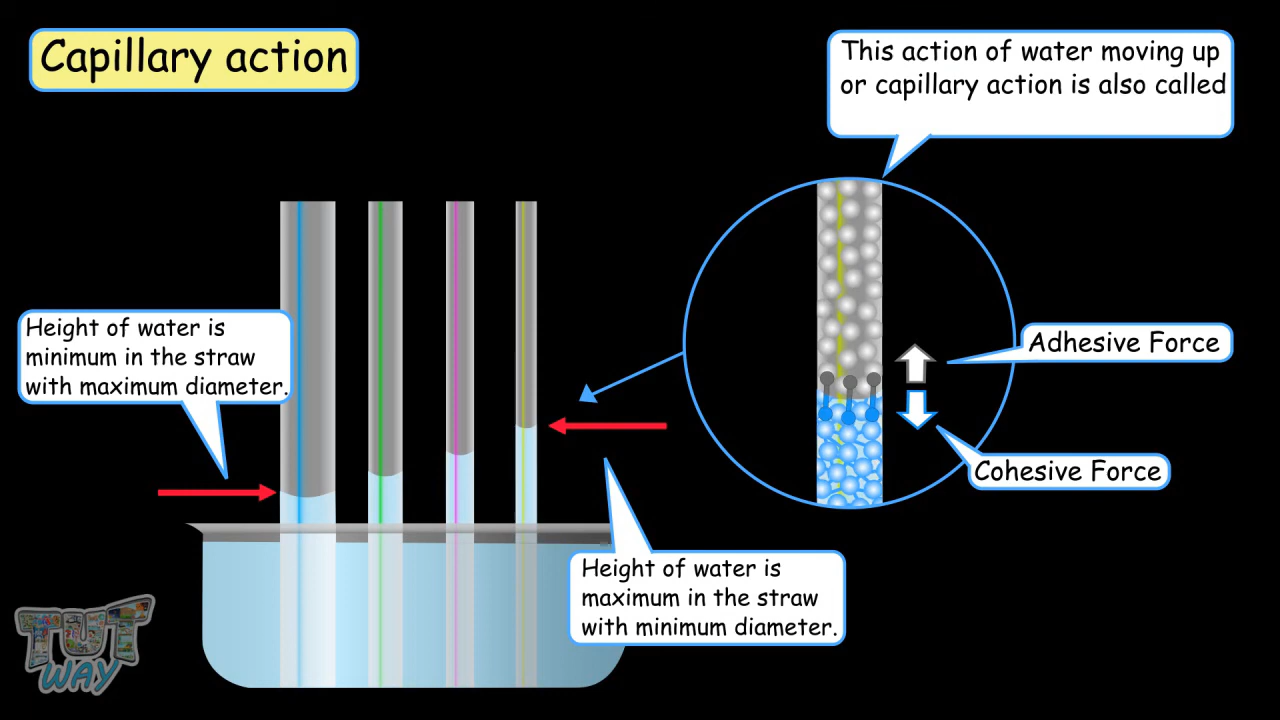 Capillary action
This action of water moving up
or capillary action is also called
Height of water is
minimum in the straw
with maximum diameter.
Adhesive Force
Cohesive Force
Height of water is
maximum in the straw
with minimum diameter.
TUT
WAY